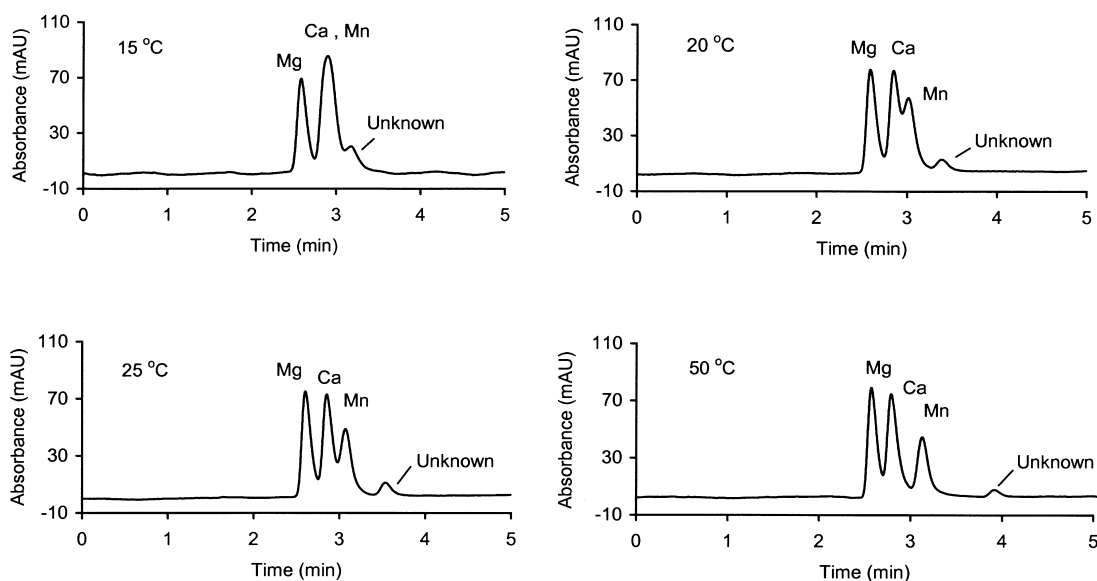 110
70
30
-10
Absorbance (mAU)
15 °C
Ca , Mn
Mg
Unknown
0 1 2 3 4 5
Time (min)
110
70
30
-10
Absorbance (mAU)
20 °C
Mg Ca
Mn
Unknown
0 1 2 3 4 5
Time (min)
110
70
30
-10
Absorbance (mAU)
25 °C
Mg Ca
Mn
Unknown
0 1 2 3 4 5
Time (min)
110
70
30
-10
Absorbance (mAU)
50 °C
Mg
Ca
Mn
Unknown
0 1 2 3 4 5
Time (min)